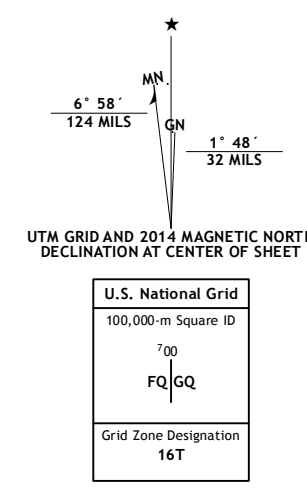 ★
MN
6° 58´
124 MILS
GN
1° 48´
32 MILS
UTM GRID AND 2014 MAGNETIC NORT
DECLINATION AT CENTER OF SHEET
U.S. National Grid
100,000-m Square ID
⁷00
FQ GQ
Grid Zone Designation
16T